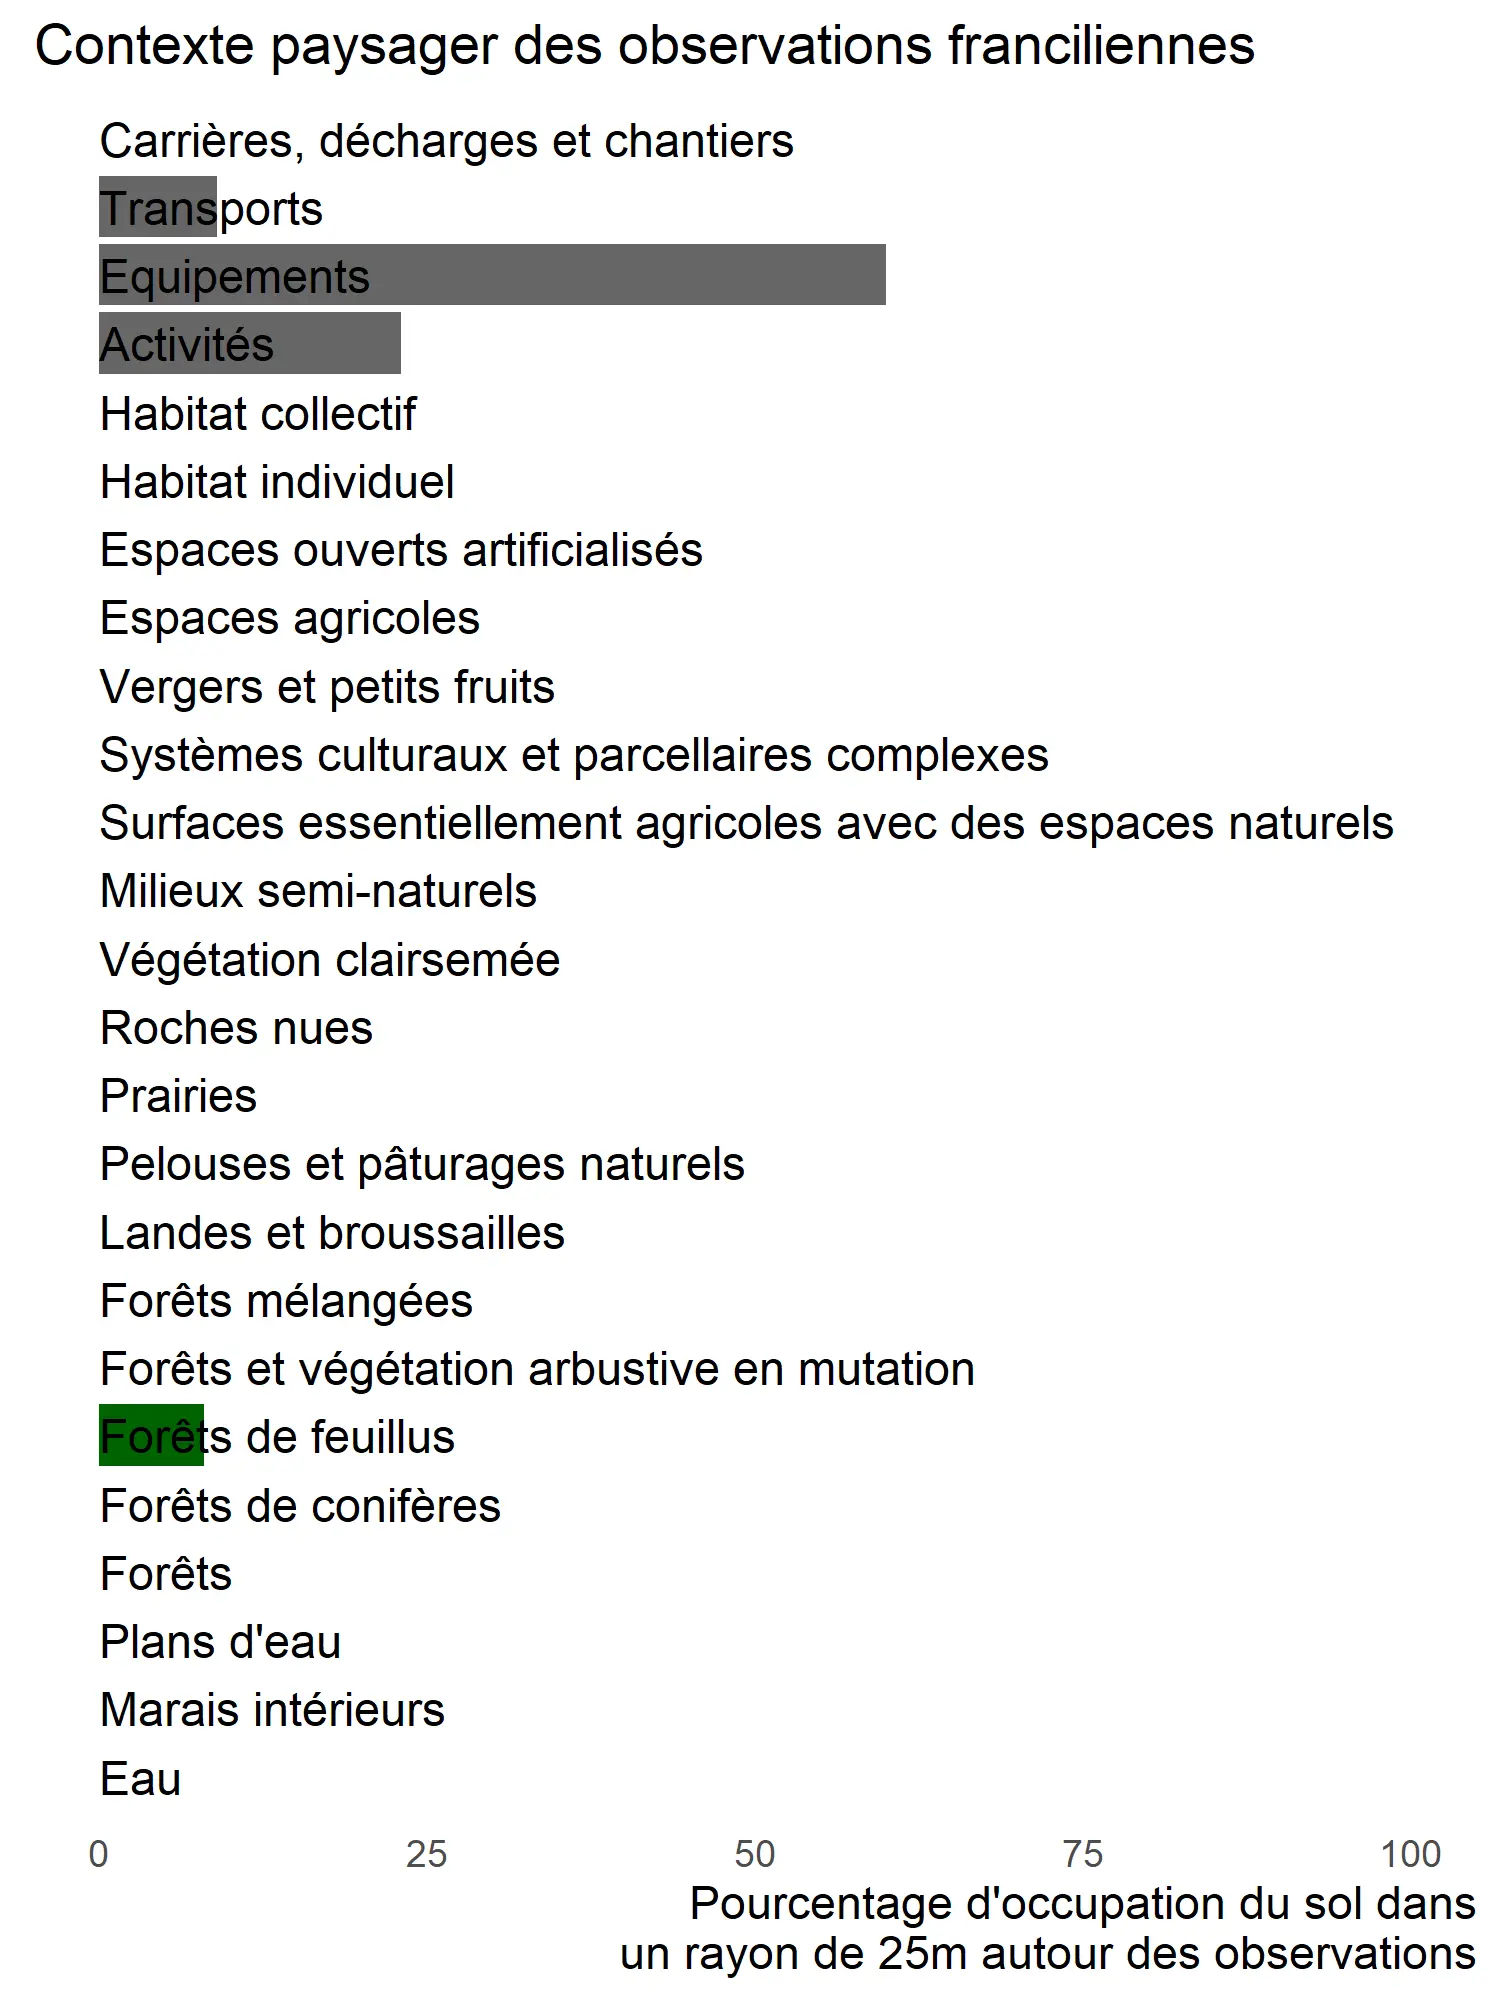 Contexte paysager des observations franciliennes
Carrières, décharges et chantiers
Transports
Equipements
Activités
Habitat collectif
Habitat individuel
Espaces ouverts artificialisés
Espaces agricoles
Vergers et petits fruits
Systèmes culturaux et parcellaires complexes
Surfaces essentiellement agricoles avec des espaces naturels
Milieux semi-naturels
Végétation clairsemée
Roches nues
Prairies
Pelouses et pâturages naturels
Landes et broussailles
Forêts mélangées
Forêts et végétation arbustive en mutation
Forêts de feuillus
Forêts de conifères
Forêts
Plans d'eau
Marais intérieurs
Eau
0 25 50 75 100
Pourcentage d'occupation du sol dans
un rayon de 25m autour des observations